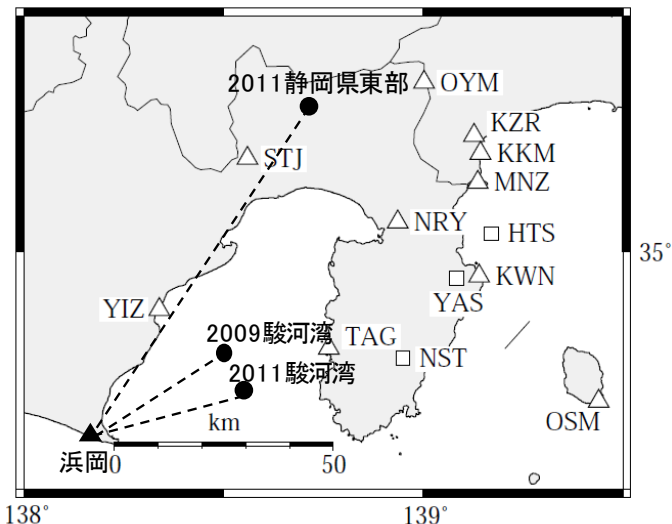 2011静岡県東部
OYM
KZR
KKM
STJ
MNZ
NRY
HTS
35°
KWN
YAS
YIZ
2009駿河湾
TAG
NST
2011駿河湾
km
OSM
浜岡
0
50
138°
139°